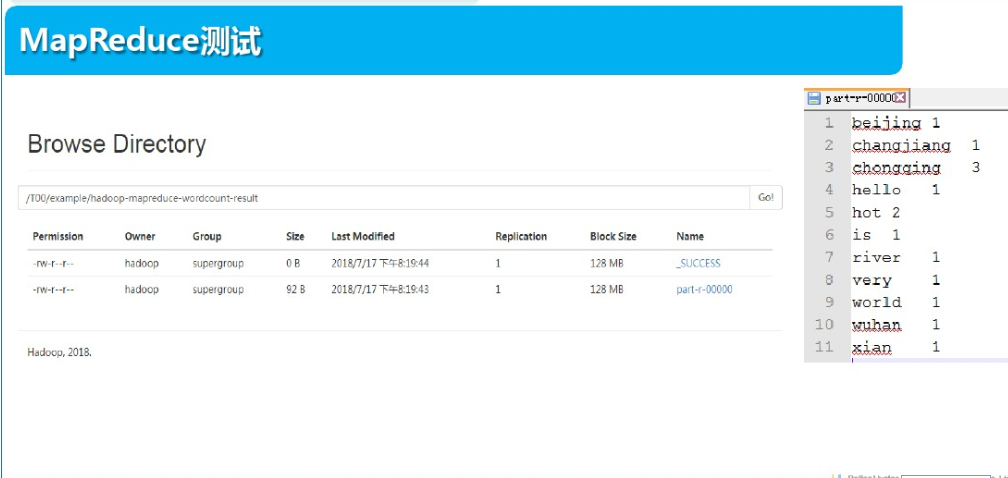 MapReduce测试
Browse Directory
/T00/example/hadoop-mapreduce-wordcount-result Go!
Permission Owner Group Size Last Modified Replication Block Size Name
-rw-r--r-- hadoop supergroup 0 B 2018/7/17 下午8:19:44 1 128 MB _SUCCESS
-rw-r--r-- hadoop supergroup 92 B 2018/7/17 下午8:19:43 1 128 MB part-r-00000
Hadoop, 2018.
part-r-00000
1 beijing 1
2 changjiang 1
3 chongqing 3
4 hello 1
5 hot 2
6 is 1
7 river 1
8 very 1
9 world 1
10 wuhan 1
11 xian 1